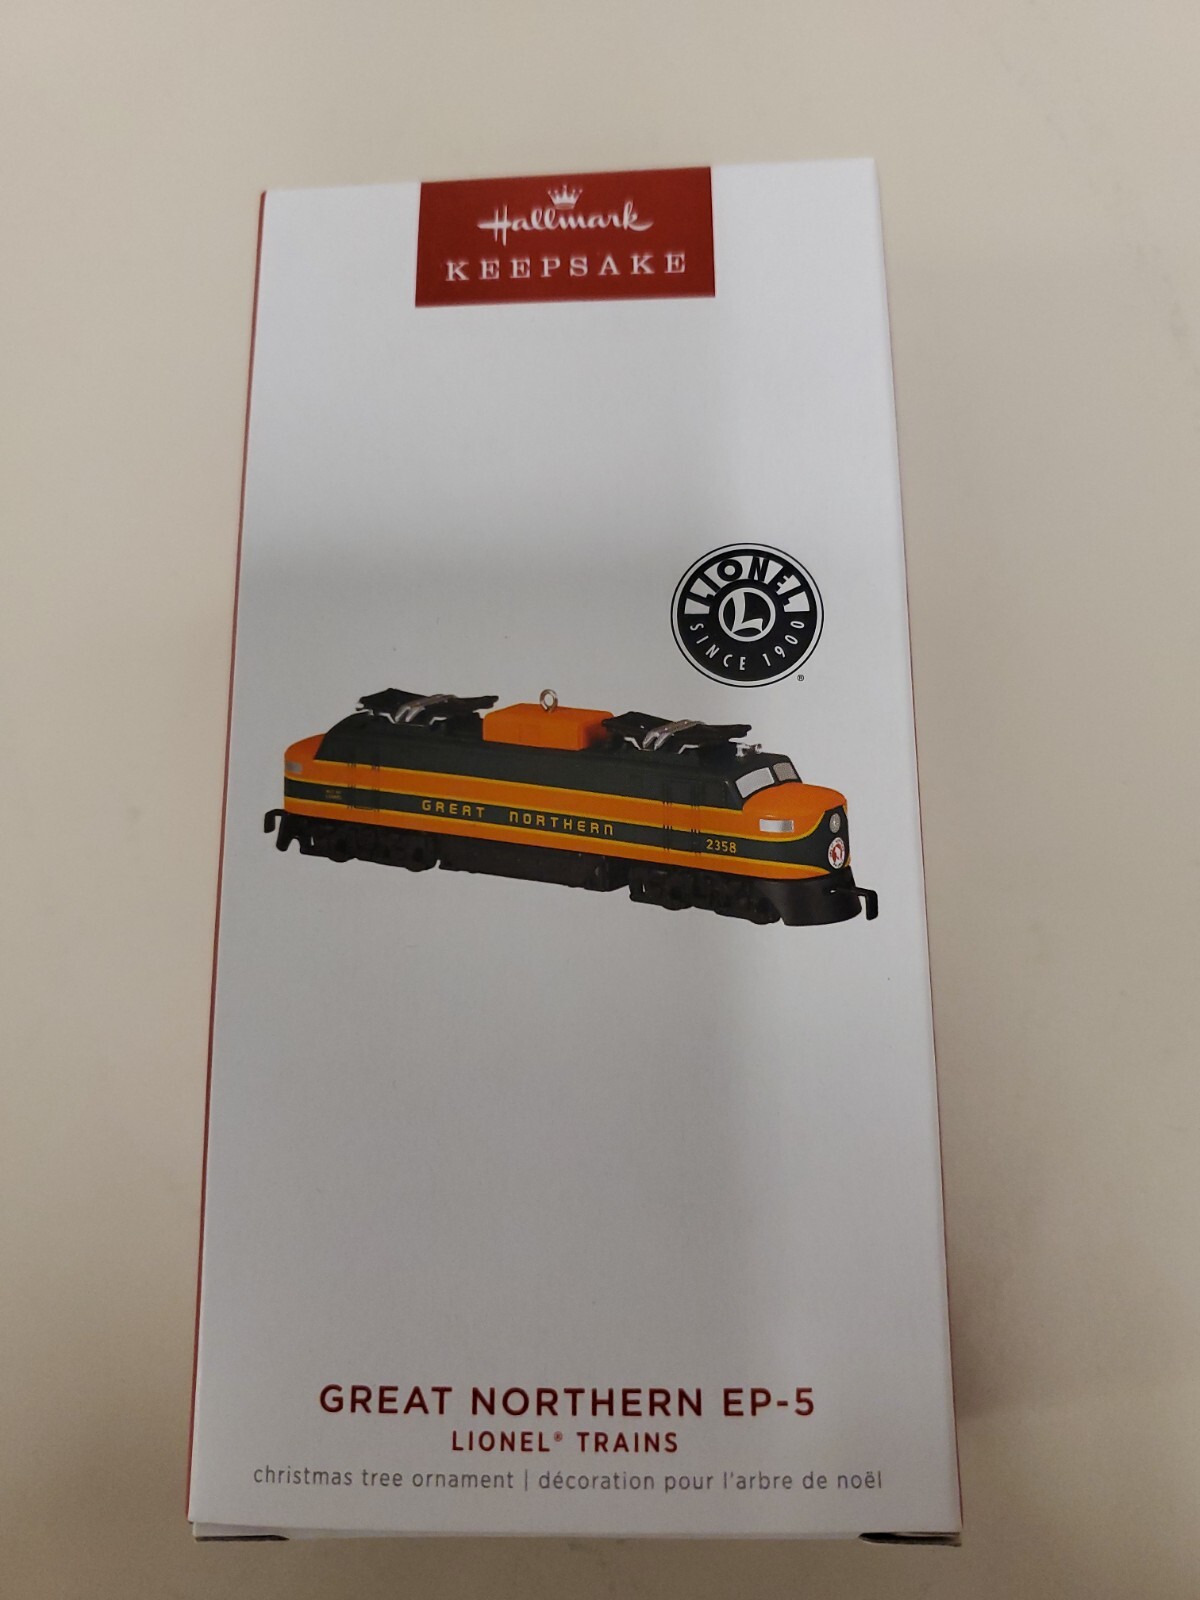 Hallmark
KEEPSAKE
LIONEL
L
SINCE 1900
®
GREAT NORTHERN
2358
GREAT NORTHERN EP-5
LIONEL® TRAINS
christmas tree ornament | décoration pour l'arbre de noël